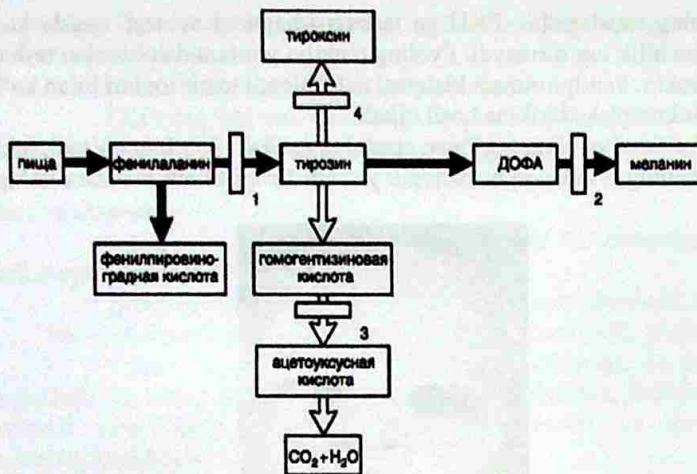 тироксин
4
пища
фенилаланин
1
тирозин
ДОФА
2
меланин
фенилпировино-
градная кислота
гомогентизиновая
кислота
3
ацетоуксусная
кислота
CO₂+H₂O